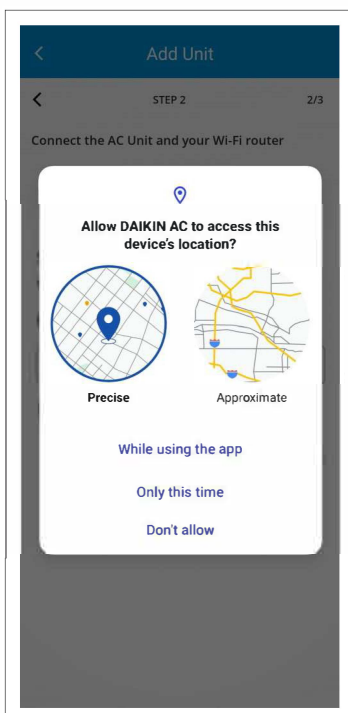 Add Unit
STEP 2
2/3
Connect the AC Unit and your Wi-Fi router
Allow DAIKIN AC to access this
device's location?
Precise
Approximate
While using the app
Only this time
Don't allow